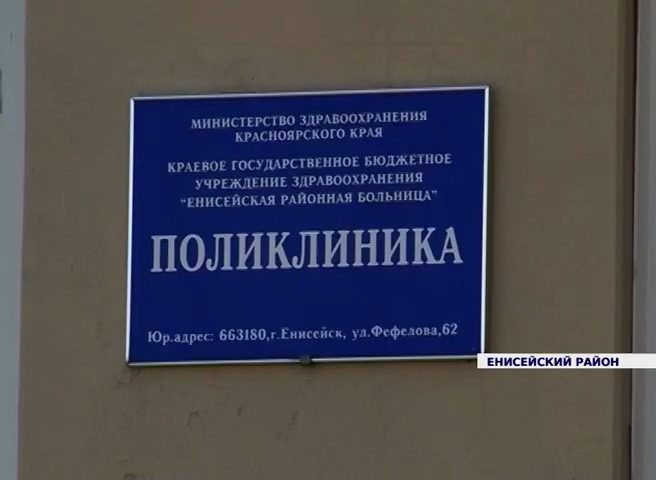 МИНИСТЕРСТВО ЗДРАВООХРАНЕНИЯ
КРАСНОЯРСКОГО КРАЯ
КРАЕВОЕ ГОСУДАРСТВЕННОЕ БЮДЖЕТНОЕ
УЧРЕЖДЕНИЕ ЗДРАВООХРАНЕНИЯ
"ЕНИСЕЙСКАЯ РАЙОННАЯ БОЛЬНИЦА"
ПОЛИКЛИНИКА
Юр.адрес: 663180,г.Енисейск, ул.Фефелова,62
ЕНИСЕЙСКИЙ РАЙОН